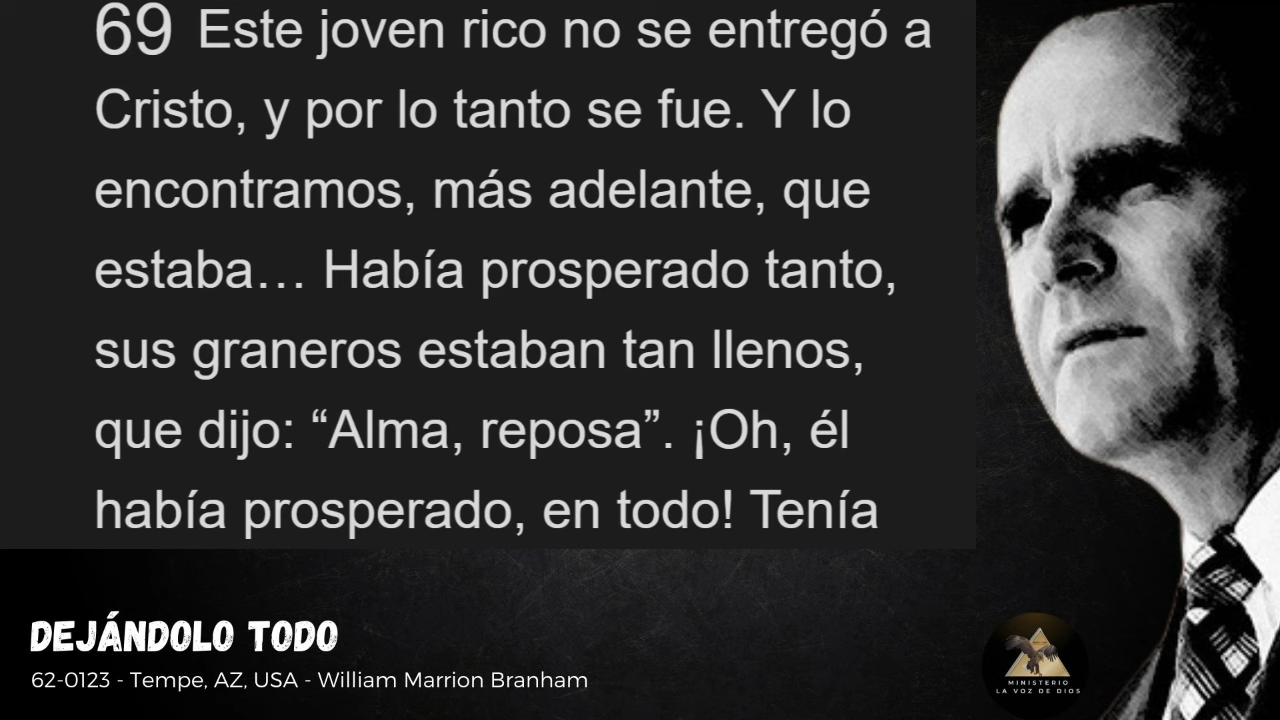 69 Este joven rico no se entregó a
Cristo, y por lo tanto se fue. Y lo
encontramos, más adelante, que
estaba… Había prosperado tanto,
sus graneros estaban tan llenos,
que dijo: “Alma, reposa”. ¡Oh, él
había prosperado, en todo! Tenía
DEJÁNDOLO TODO
62-0123 - Tempe, AZ, USA - William Marrion Branham
MINISTERIO
LA VOZ DE DIOS